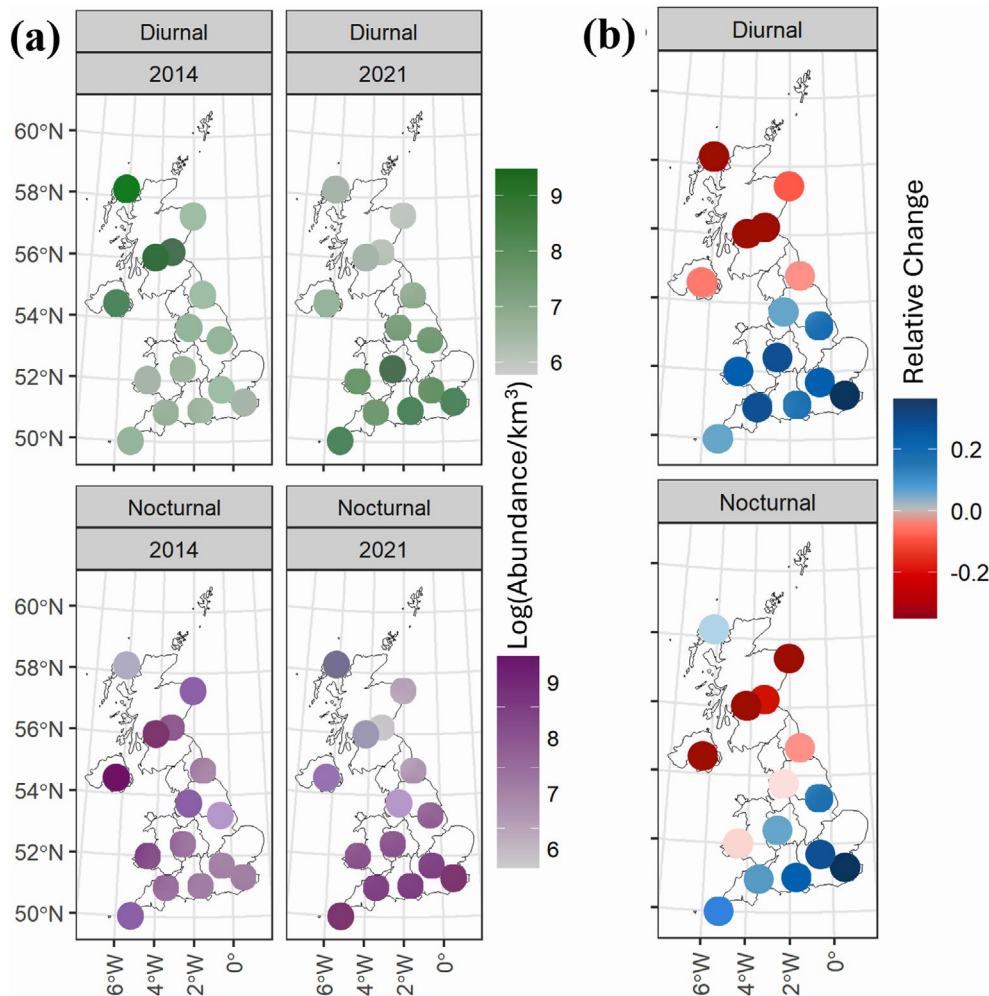 (a)
Diurnal
2014
Diurnal
2021
60°N
58°N
56°N
54°N
52°N
50°N
9
8
7
6
Log(Abundance/km³)
Nocturnal
2014
Nocturnal
2021
60°N
58°N
56°N
54°N
52°N
50°N
9
8
7
6
6°W
4°W
2°W
0°
6°W
4°W
2°W
0°
(b)
Diurnal
Relative Change
0.2
0.0
-0.2
Nocturnal
6°W
4°W
2°W
0°